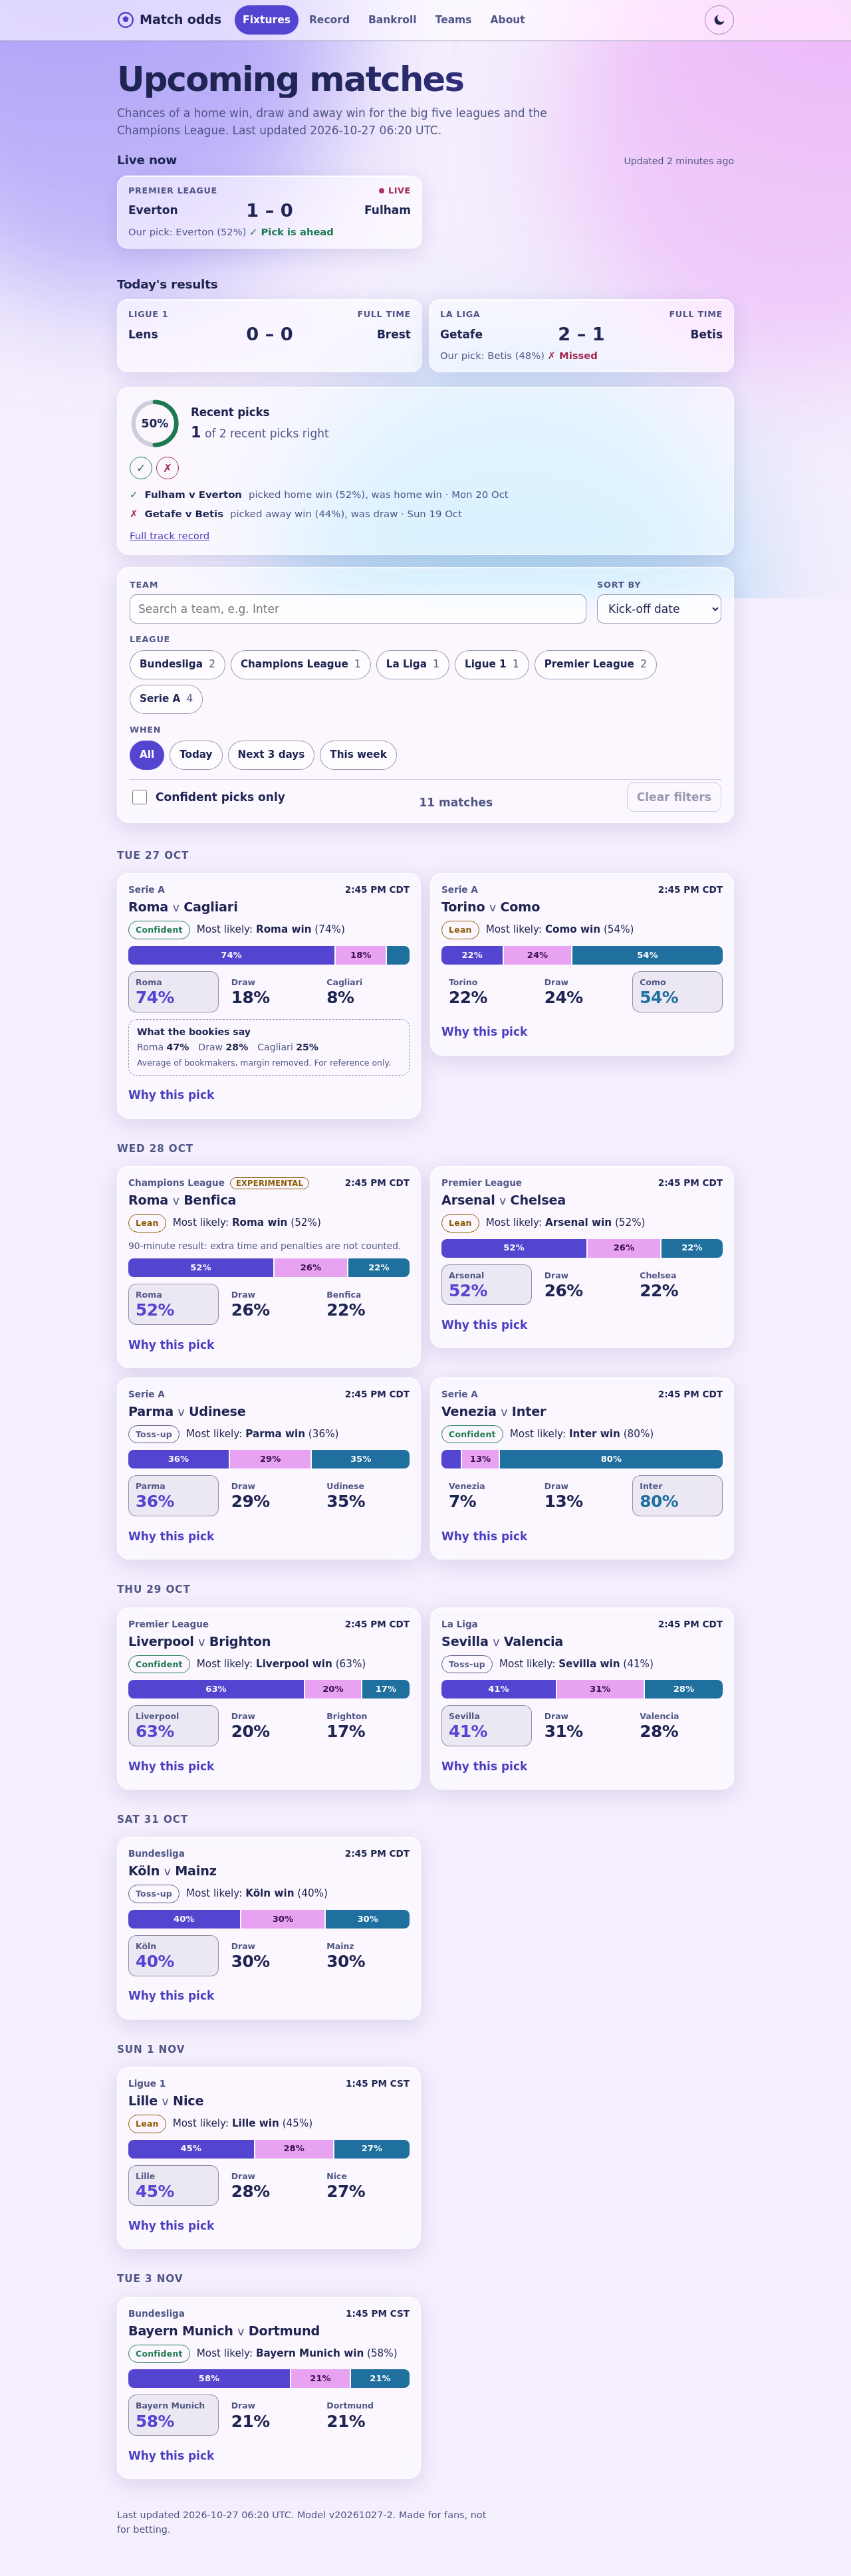 Match odds Fixtures Record Bankroll Teams About
Upcoming matches
Chances of a home win, draw and away win for the big five leagues and the
Champions League. Last updated 2026-10-27 06:20 UTC.
Live now Updated 2 minutes ago
PREMIER LEAGUE LIVE
Everton 1 – 0 Fulham
Our pick: Everton (52%) ✓ Pick is ahead
Today's results
LIGUE 1 FULL TIME
Lens 0 – 0 Brest
LA LIGA FULL TIME
Getafe 2 – 1 Betis
Our pick: Betis (48%) ✗ Missed
50%
Recent picks
1 of 2 recent picks right
✓ ✗
✓ Fulham v Everton picked home win (52%), was home win · Mon 20 Oct
✗ Getafe v Betis picked away win (44%), was draw · Sun 19 Oct
Full track record
TEAM SORT BY
Search a team, e.g. Inter Kick-off date
LEAGUE
Bundesliga 2 Champions League 1 La Liga 1 Ligue 1 1 Premier League 2
Serie A 4
WHEN
All Today Next 3 days This week
Confident picks only 11 matches Clear filters
TUE 27 OCT
Serie A 2:45 PM CDT
Roma v Cagliari
Confident Most likely: Roma win (74%)
74% 18%
Roma Draw Cagliari
74% 18% 8%
What the bookies say
Roma 47% Draw 28% Cagliari 25%
Average of bookmakers, margin removed. For reference only.
Why this pick
Serie A 2:45 PM CDT
Torino v Como
Lean Most likely: Como win (54%)
22% 24% 54%
Torino Draw Como
22% 24% 54%
Why this pick
WED 28 OCT
Champions League EXPERIMENTAL 2:45 PM CDT
Roma v Benfica
Lean Most likely: Roma win (52%)
90-minute result: extra time and penalties are not counted.
52% 26% 22%
Roma Draw Benfica
52% 26% 22%
Why this pick
Premier League 2:45 PM CDT
Arsenal v Chelsea
Lean Most likely: Arsenal win (52%)
52% 26% 22%
Arsenal Draw Chelsea
52% 26% 22%
Why this pick
Serie A 2:45 PM CDT
Parma v Udinese
Toss-up Most likely: Parma win (36%)
36% 29% 35%
Parma Draw Udinese
36% 29% 35%
Why this pick
Serie A 2:45 PM CDT
Venezia v Inter
Confident Most likely: Inter win (80%)
13% 80%
Venezia Draw Inter
7% 13% 80%
Why this pick
THU 29 OCT
Premier League 2:45 PM CDT
Liverpool v Brighton
Confident Most likely: Liverpool win (63%)
63% 20% 17%
Liverpool Draw Brighton
63% 20% 17%
Why this pick
La Liga 2:45 PM CDT
Sevilla v Valencia
Toss-up Most likely: Sevilla win (41%)
41% 31% 28%
Sevilla Draw Valencia
41% 31% 28%
Why this pick
SAT 31 OCT
Bundesliga 2:45 PM CDT
Köln v Mainz
Toss-up Most likely: Köln win (40%)
40% 30% 30%
Köln Draw Mainz
40% 30% 30%
Why this pick
SUN 1 NOV
Ligue 1 1:45 PM CST
Lille v Nice
Lean Most likely: Lille win (45%)
45% 28% 27%
Lille Draw Nice
45% 28% 27%
Why this pick
TUE 3 NOV
Bundesliga 1:45 PM CST
Bayern Munich v Dortmund
Confident Most likely: Bayern Munich win (58%)
58% 21% 21%
Bayern Munich Draw Dortmund
58% 21% 21%
Why this pick
Last updated 2026-10-27 06:20 UTC. Model v20261027-2. Made for fans, not
for betting.